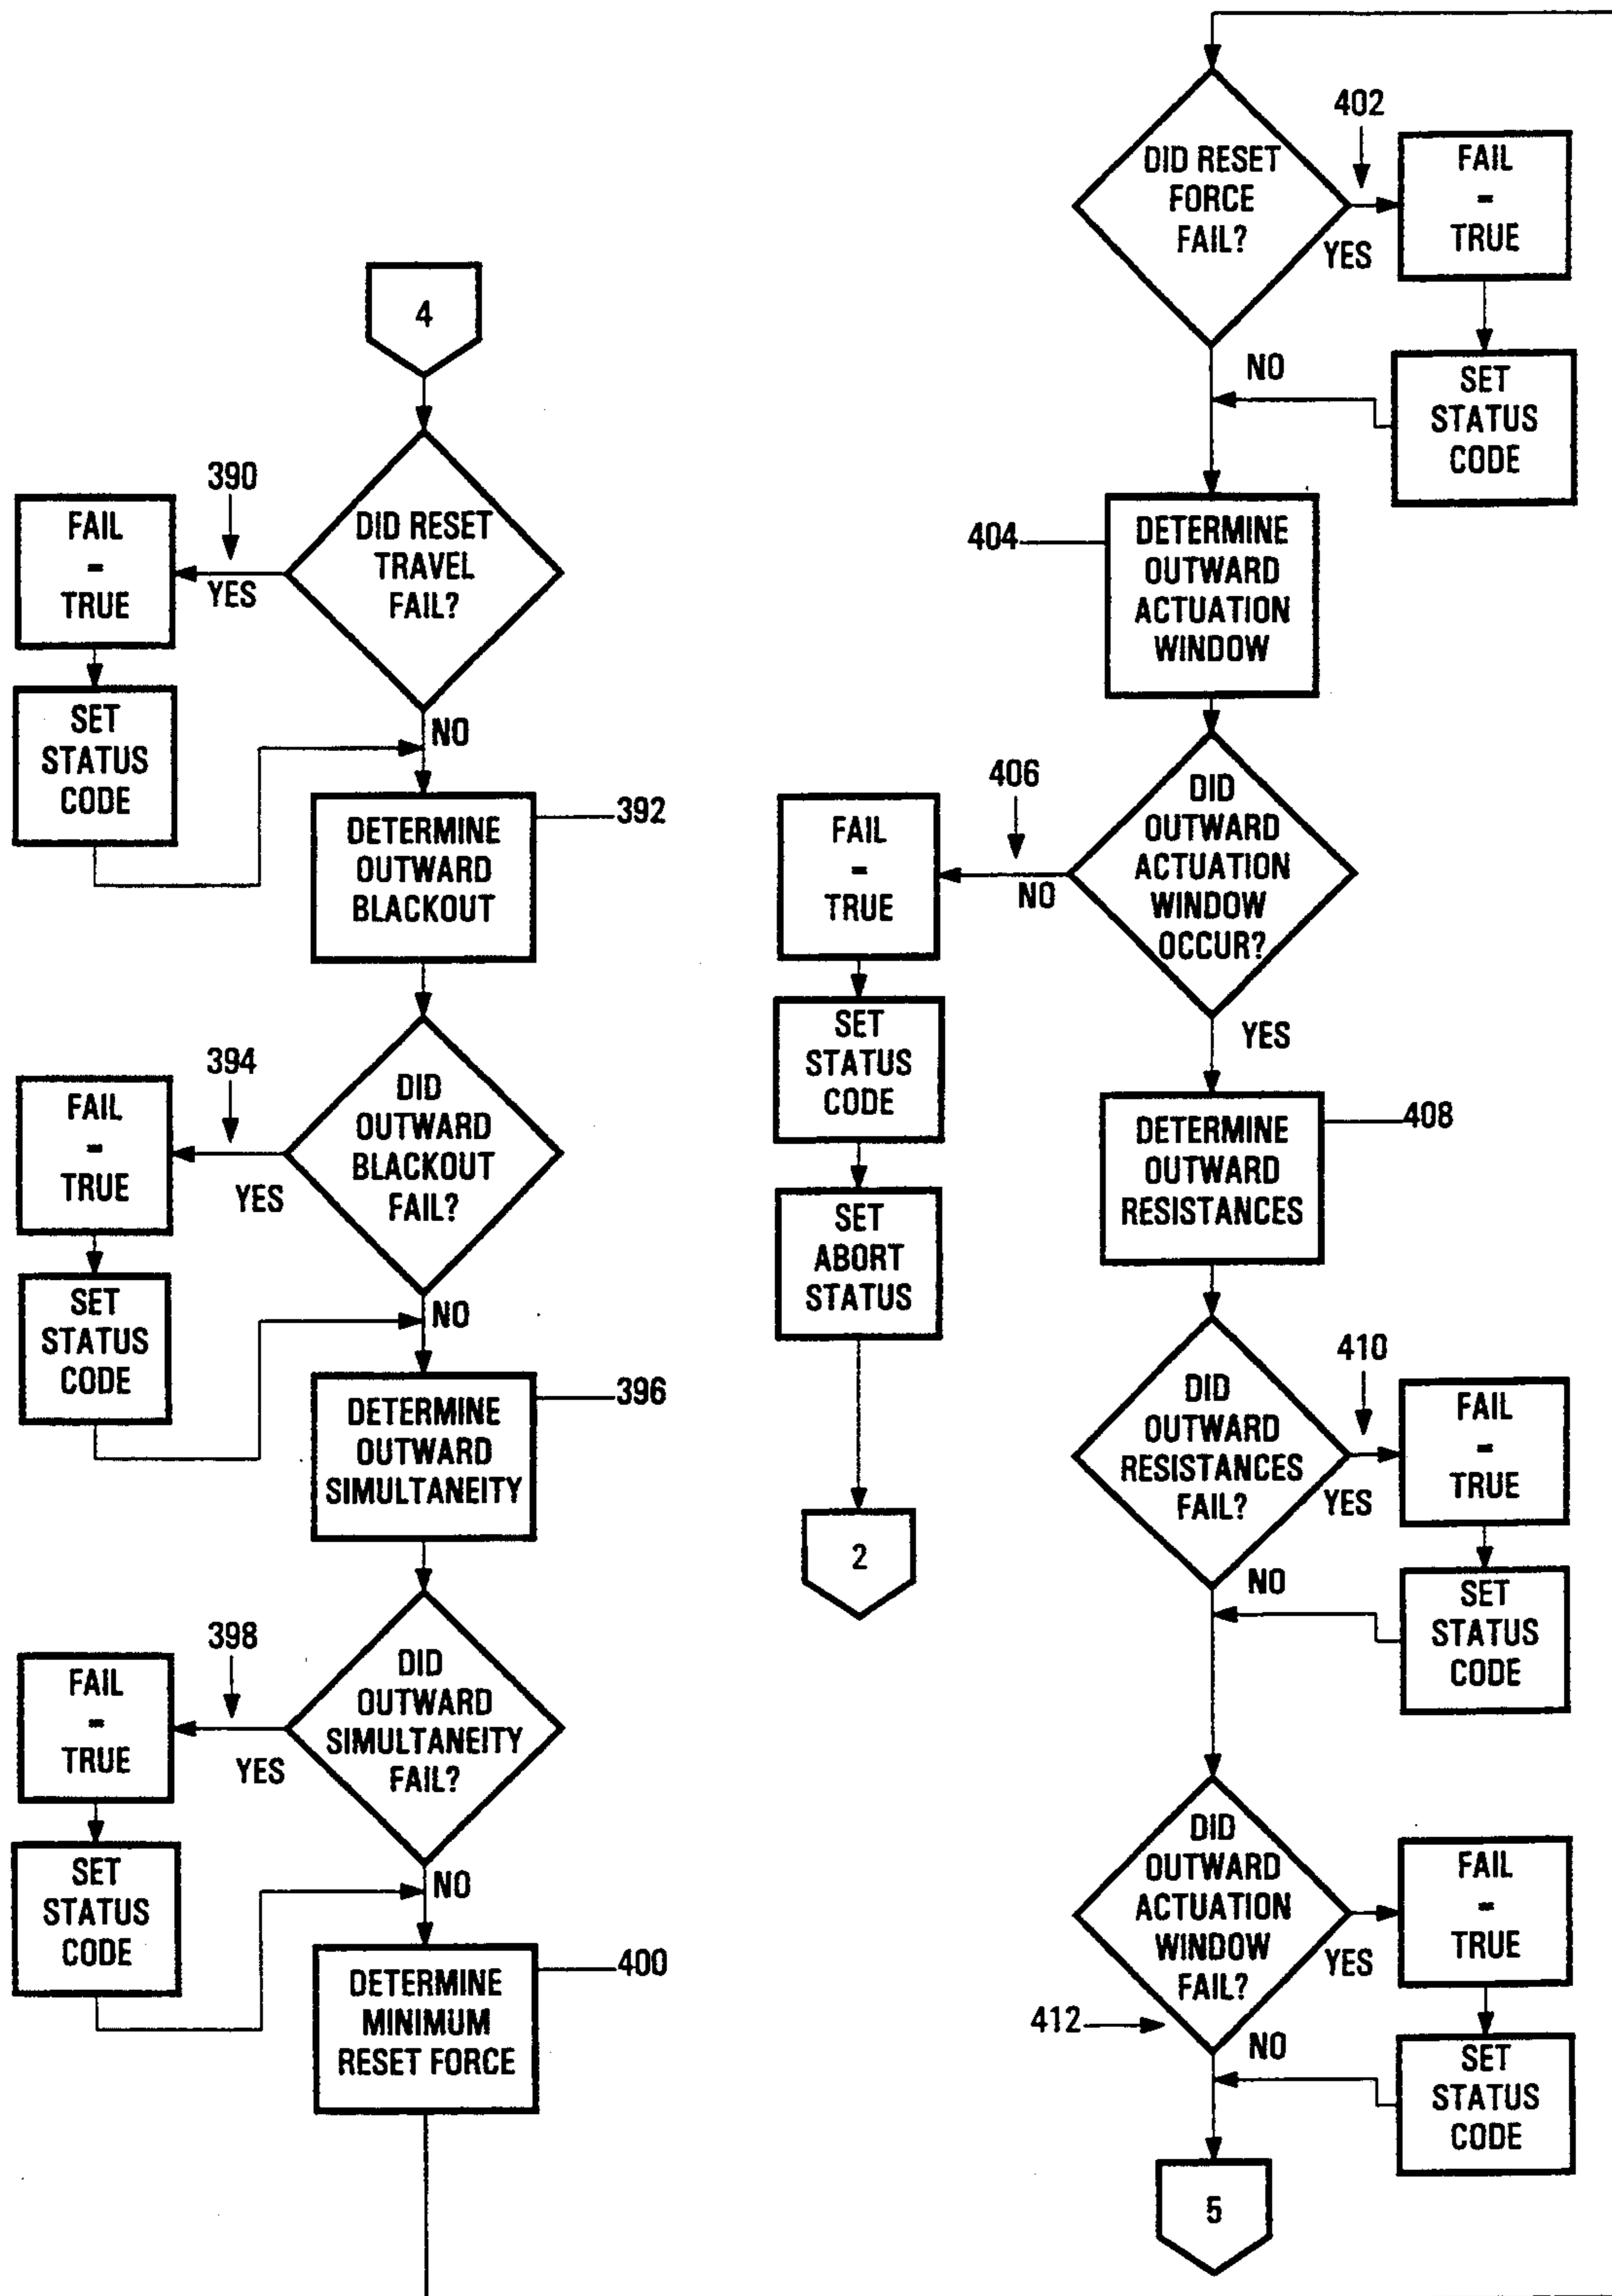 4
390
DID RESET
TRAVEL
FAIL?
YES
FAIL
=
TRUE
SET
STATUS
CODE
NO
392
DETERMINE
OUTWARD
BLACKOUT
394
DID
OUTWARD
BLACKOUT
FAIL?
YES
FAIL
=
TRUE
SET
STATUS
CODE
NO
396
DETERMINE
OUTWARD
SIMULTANEITY
398
DID
OUTWARD
SIMULTANEITY
FAIL?
YES
FAIL
=
TRUE
SET
STATUS
CODE
NO
400
DETERMINE
MINIMUM
RESET FORCE
402
DID RESET
FORCE
FAIL?
YES
FAIL
=
TRUE
SET
STATUS
CODE
NO
404
DETERMINE
OUTWARD
ACTUATION
WINDOW
406
DID
OUTWARD
ACTUATION
WINDOW
OCCUR?
NO
FAIL
=
TRUE
SET
STATUS
CODE
SET
ABORT
STATUS
2
YES
408
DETERMINE
OUTWARD
RESISTANCES
410
DID
OUTWARD
RESISTANCES
FAIL?
YES
FAIL
=
TRUE
SET
STATUS
CODE
NO
DID
OUTWARD
ACTUATION
WINDOW
FAIL?
412
YES
FAIL
=
TRUE
SET
STATUS
CODE
NO
5